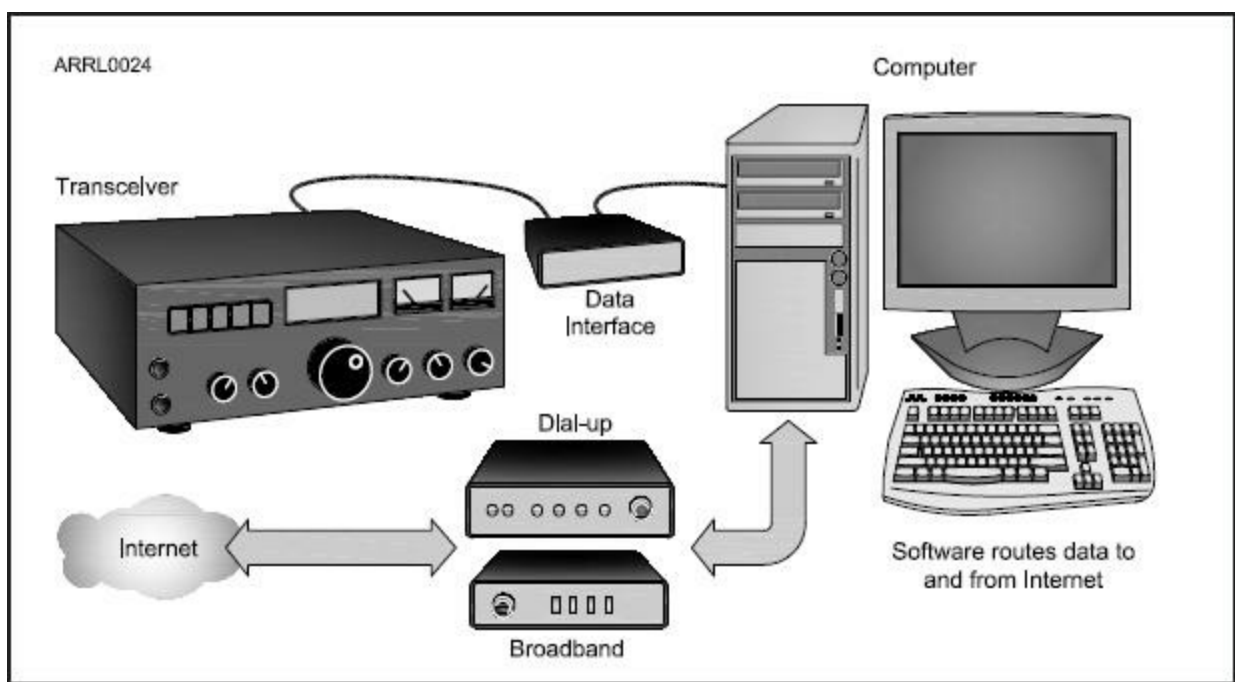 ARRL0024
Computer
Transceiver
Data
Interface
Dial-up
Internet
Software routes data to
and from Internet
Broadband